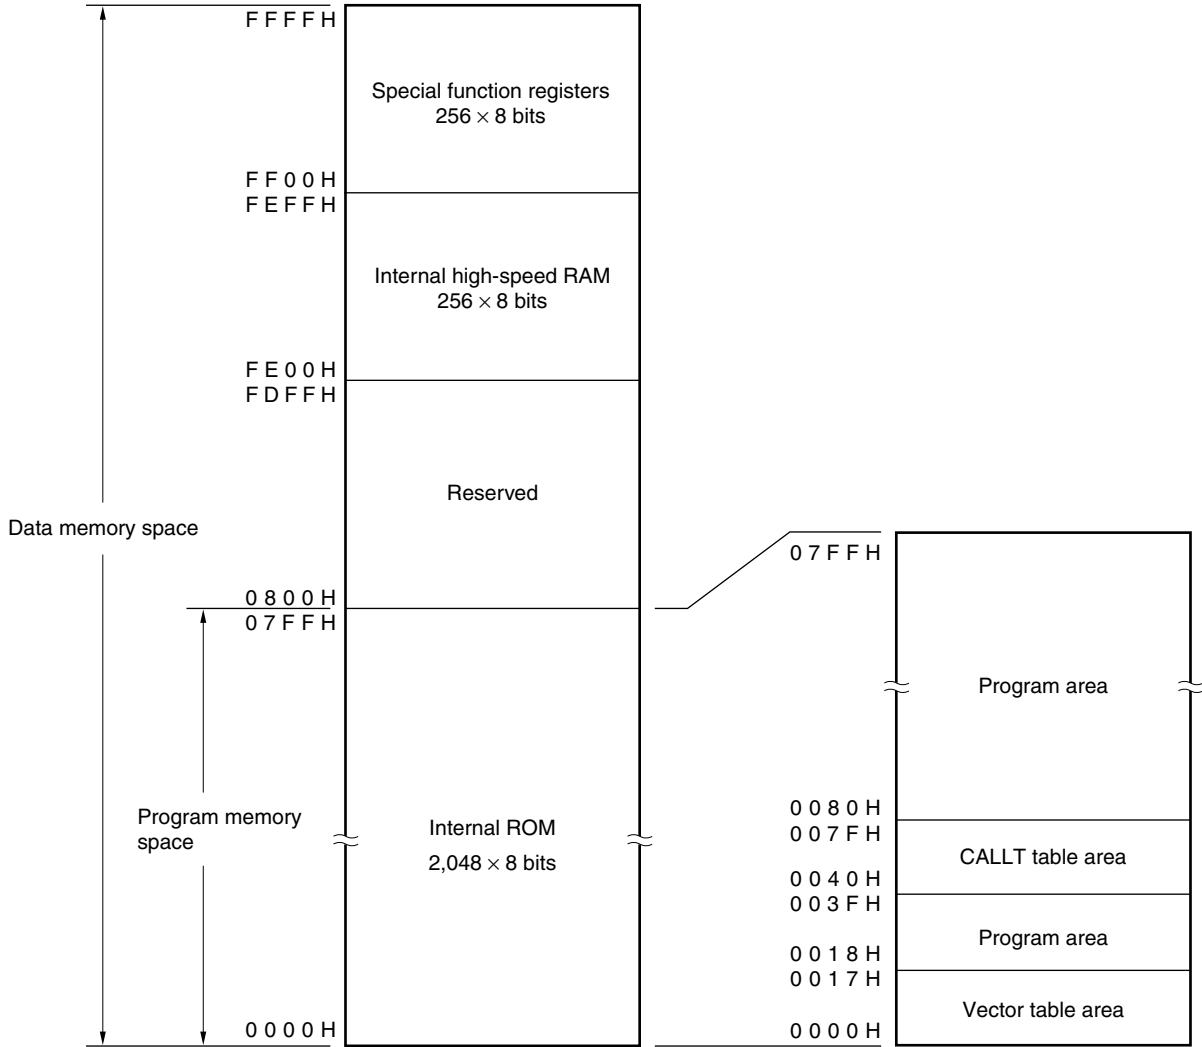 FFFFH
Special function registers
256 × 8 bits
FF00H
FEFFH
Internal high-speed RAM
256 × 8 bits
FE00H
FDFFH
Reserved
Data memory space
0800H
07FFH
Program memory
space
Internal ROM
2,048 × 8 bits
0000H
07FFH
Program area
0080H
007FH
CALLT table area
0040H
003FH
Program area
0018H
0017H
Vector table area
0000H